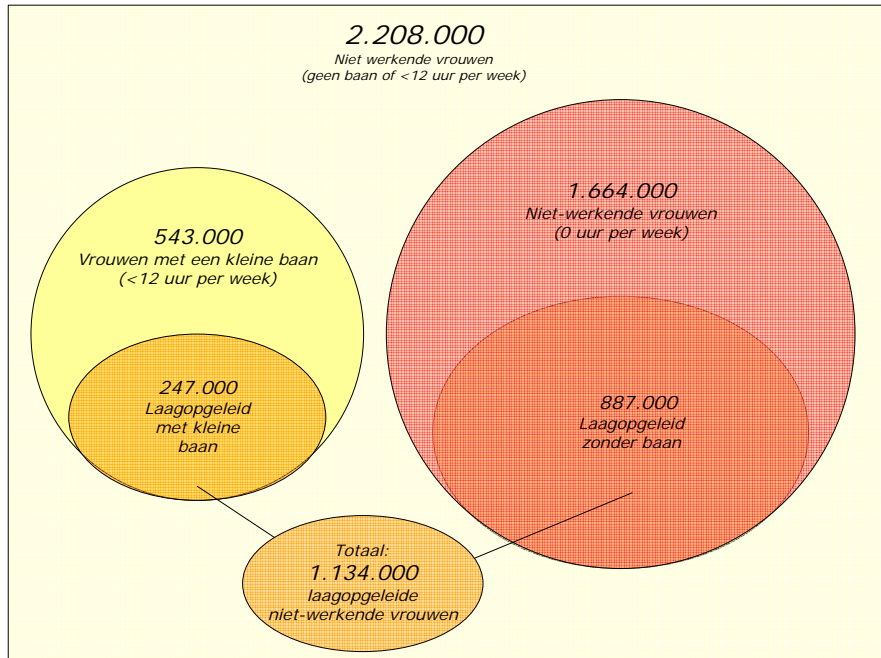 2.208.000
Niet werkende vrouwen
(geen baan of <12 uur per week)
543.000
Vrouwen met een kleine baan
(<12 uur per week)
247.000
Laagopgeleid
met kleine
baan
1.664.000
Niet-werkende vrouwen
(0 uur per week)
887.000
Laagopgeleid
zonder baan
Totaal:
1.134.000
laagopgeleide
niet-werkende vrouwen